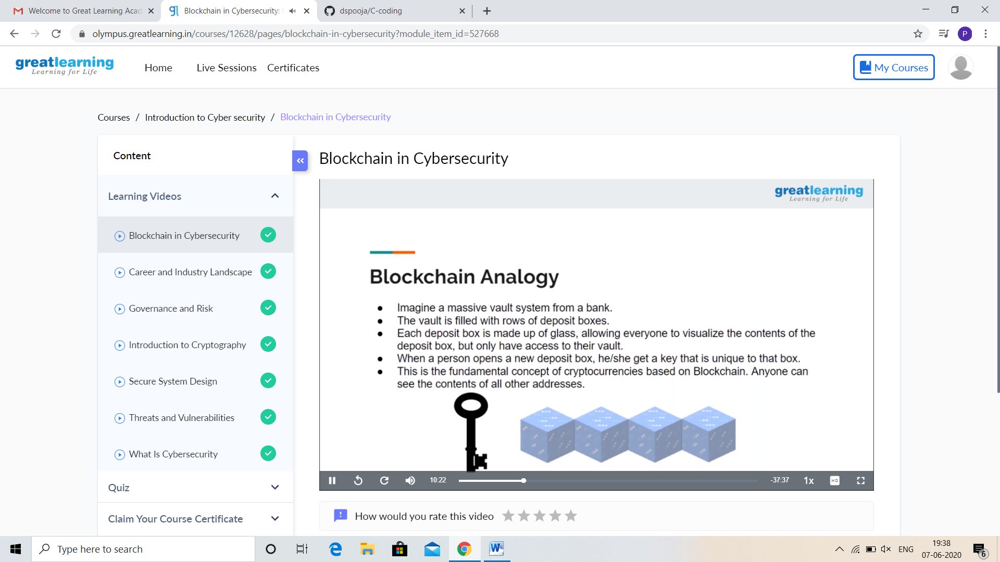 Welcome to Great Learning Acad
Blockchain in Cybersecurity:
dspooja/C-coding
olympus.greatlearning.in/courses/12628/pages/blockchain-in-cybersecurity?module_item_id=527668
P
greatlearning
Learning for Life
Home
Live Sessions
Certificates
My Courses
Courses / Introduction to Cyber security / Blockchain in Cybersecurity
Content
Learning Videos
Blockchain in Cybersecurity
Career and Industry Landscape
Governance and Risk
Introduction to Cryptography
Secure System Design
Threats and Vulnerabilities
What Is Cybersecurity
Quiz
Claim Your Course Certificate
Blockchain in Cybersecurity
greatlearning
Learning for Life
Blockchain Analogy
● Imagine a massive vault system from a bank.
● The vault is filled with rows of deposit boxes.
● Each deposit box is made up of glass, allowing everyone to visualize the contents of the
deposit box, but only have access to their vault.
● When a person opens a new deposit box, he/she get a key that is unique to that box.
● This is the fundamental concept of cryptocurrencies based on Blockchain. Anyone can
see the contents of all other addresses.
10:22
-37:37
1x
HD
How would you rate this video
Type here to search
ENG
19:38
07-06-2020
6